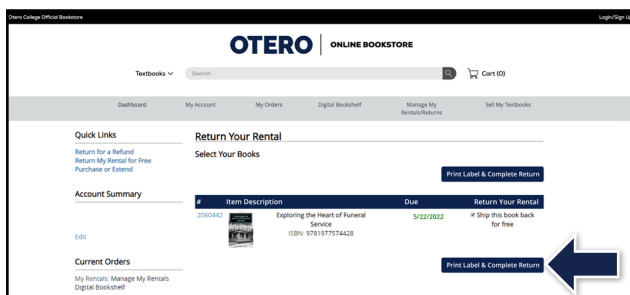 Otero College Official Bookstore
Login/Sign Up
OTERO ONLINE BOOKSTORE
Textbooks
Search
Cart (0)
Dashboard
My Account
My Orders
Digital Bookshelf
Manage My
Rentals/Returns
Sell My Textbooks
Quick Links
Return for a Refund
Return My Rental for Free
Purchase or Extend
Account Summary
Edit
Current Orders
My Rentals: Manage My Rentals
Digital Bookshelf
Return Your Rental
Select Your Books
Print Label & Complete Return
# Item Description Due Return Your Rental
2060442
Exploring the Heart of Funeral
Service
ISBN: 9781977574428
5/22/2022
Ship this book back
for free
Print Label & Complete Return